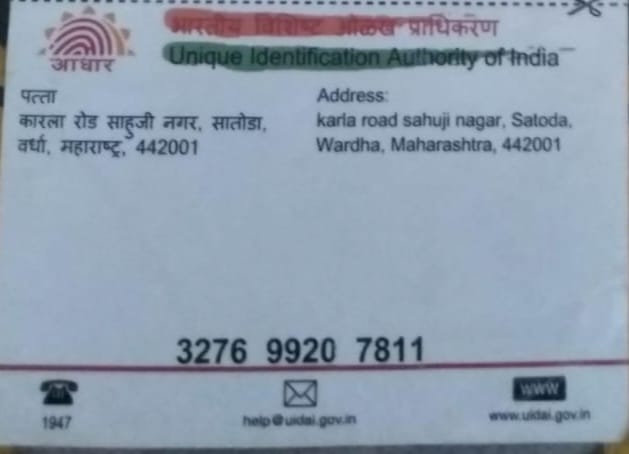 भारतीय विशिष्ट ओळख प्राधिकरण
Unique Identification Authority of India
आधार
पत्ता
कारला रोड साहुजी नगर, सातोडा,
वर्धा, महाराष्ट्र, 442001
Address:
karla road sahuji nagar, Satoda,
Wardha, Maharashtra, 442001
3276 9920 7811
1947
help@uidai.gov.in
www
www.uidai.gov.in